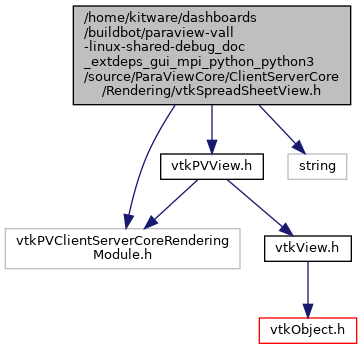 /home/kitware/dashboards
/buildbot/paraview-vall
-linux-shared-debug_doc
_extdeps_gui_mpi_python_python3
/source/ParaViewCore/ClientServerCore
/Rendering/vtkSpreadSheetView.h
vtkPVView.h
string
vtkPVClientServerCoreRendering
Module.h
vtkView.h
vtkObject.h